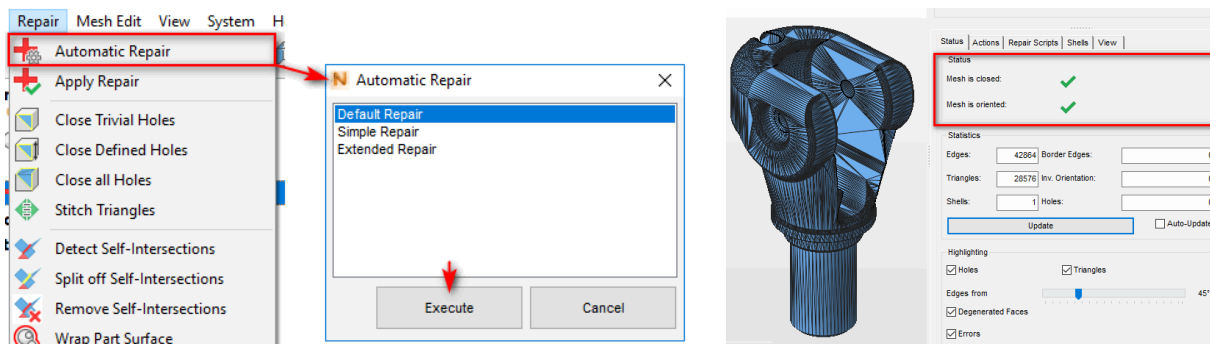 Repair Mesh Edit View System
Automatic Repair
Apply Repair
Close Trivial Holes
Close Defined Holes
Close all Holes
Stitch Triangles
Detect Self-Intersections
Split off Self-Intersections
Remove Self-Intersections
Wrap Part Surface
Automatic Repair
Default Repair
Simple Repair
Extended Repair
Execute Cancel
Status Actions Repair Scripts Shells View
Status
Mesh is closed:
Mesh is oriented:
Statistics
Edges: 42864 Border Edges: 0
Triangles: 28576 Inv. Orientation: 0
Shells: 1 Holes: 0
Update Auto-Update
Highlighting
Holes Triangles
Edges from 45°
Degenerated Faces
Errors